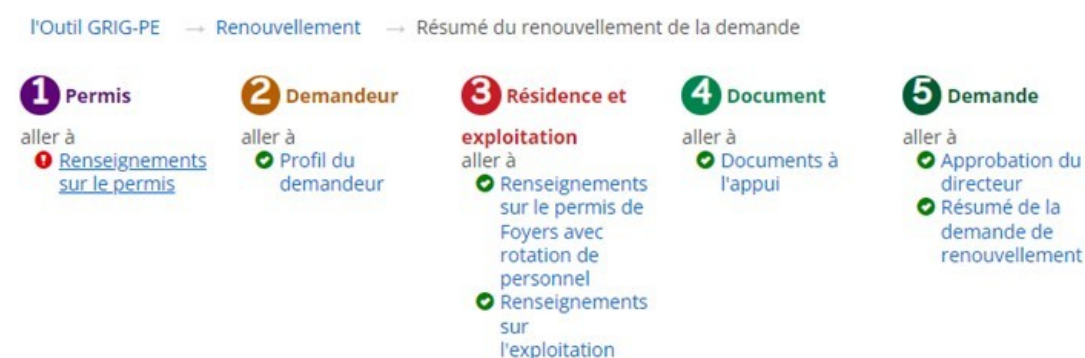 l'Outil GRIG-PE → Renouvellement → Résumé du renouvellement de la demande
1 Permis
aller à
Renseignements
sur le permis
2 Demandeur
aller à
Profil du
demandeur
3 Résidence et
exploitation
aller à
Renseignements
sur le permis de
Foyers avec
rotation de
personnel
Renseignements
sur
l'exploitation
4 Document
aller à
Documents à
l'appui
5 Demande
aller à
Approbation du
directeur
Résumé de la
demande de
renouvellement